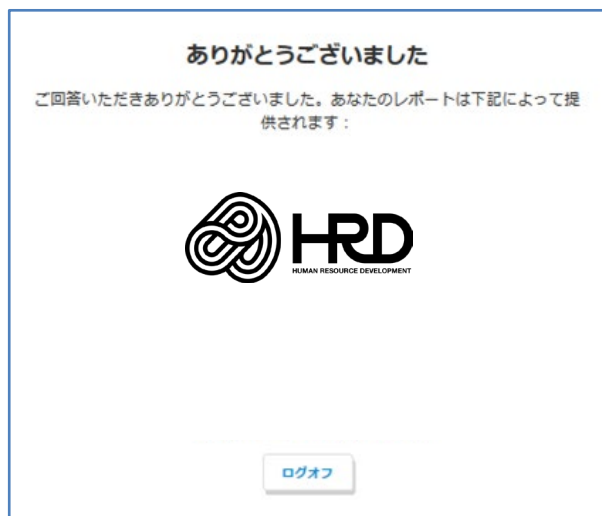 ありがとうございました
ご回答いただきありがとうございました。あなたのレポートは下記によって提
供されます：
HRD
HUMAN RESOURCE DEVELOPMENT
ログオフ